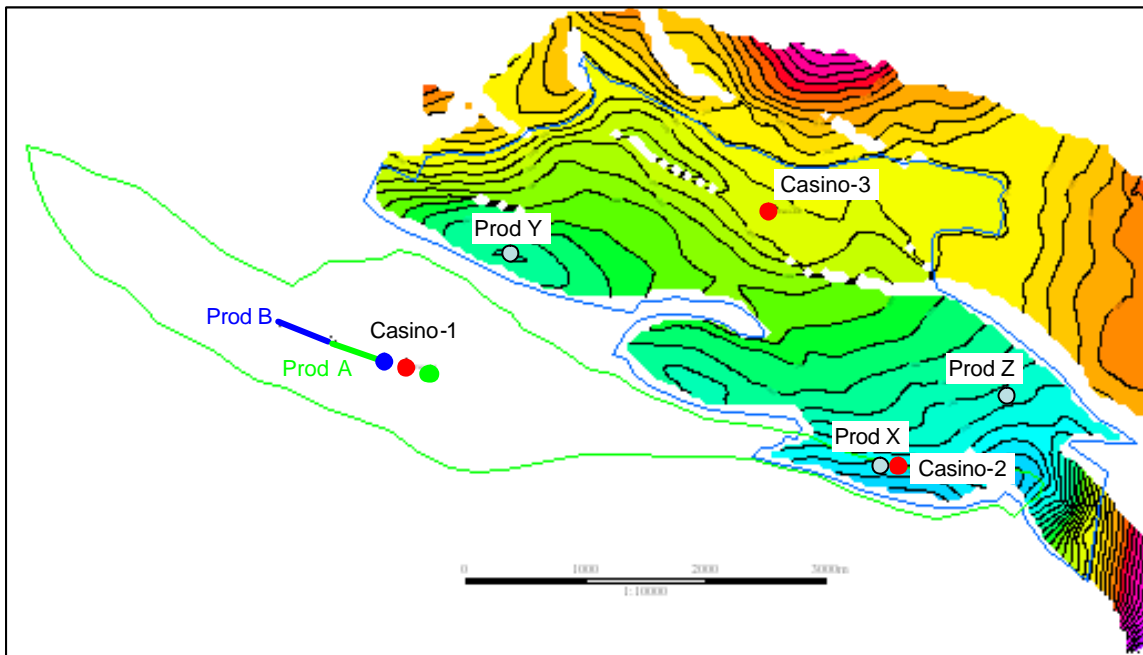 Casino-3
Prod Y
Prod B
Casino-1
Prod A
Prod Z
Prod X
Casino-2
0 1000 2000 3000m
1:10000